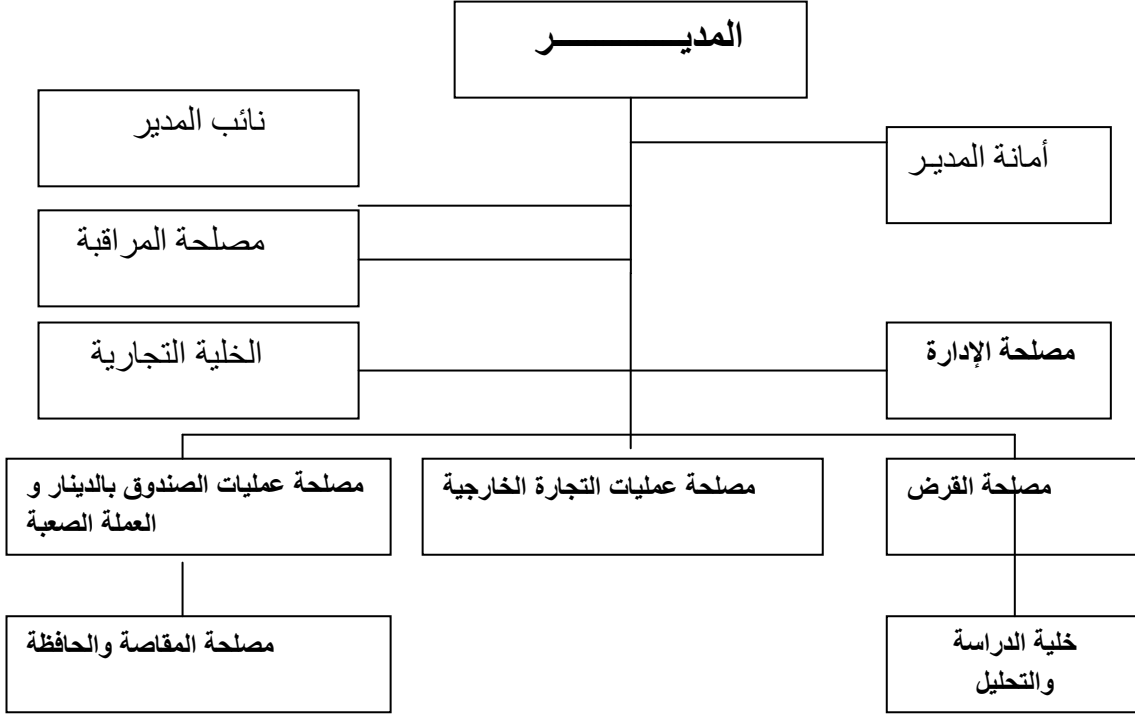 المديـــــــــــر
نائب المدير
أمانة المديـر
مصلحة المراقبة
الخلية التجارية
مصلحة الإدارة
مصلحة القرض
مصلحة عمليات التجارة الخارجية
مصلحة عمليات الصندوق بالدينار و
العملة الصعبة
خلية الدراسة
والتحليل
مصلحة المقاصة والحافظة